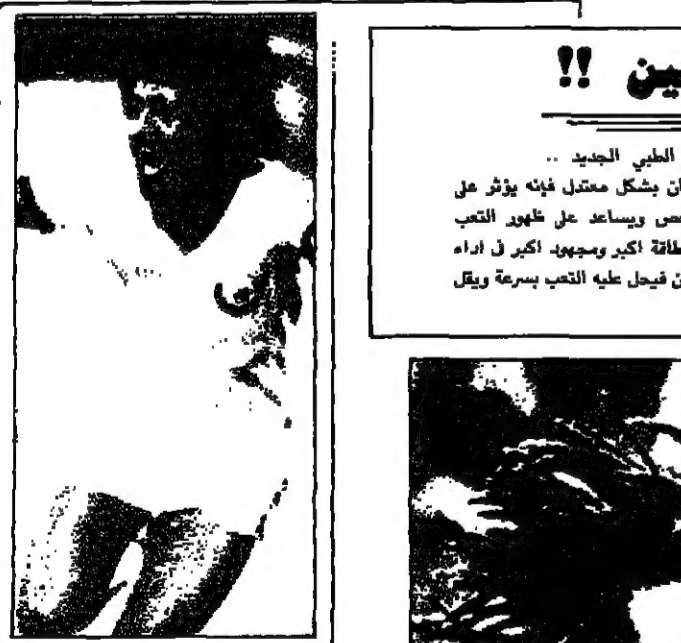 ين !!
الطبي الجديد ..
ان بشكل معتدل فإنه يؤثر على
ويساعد على ظهور التعب
طاقة اكبر ومجهود اكبر في اداء
ن فيحل عليه التعب بسرعة ويقل